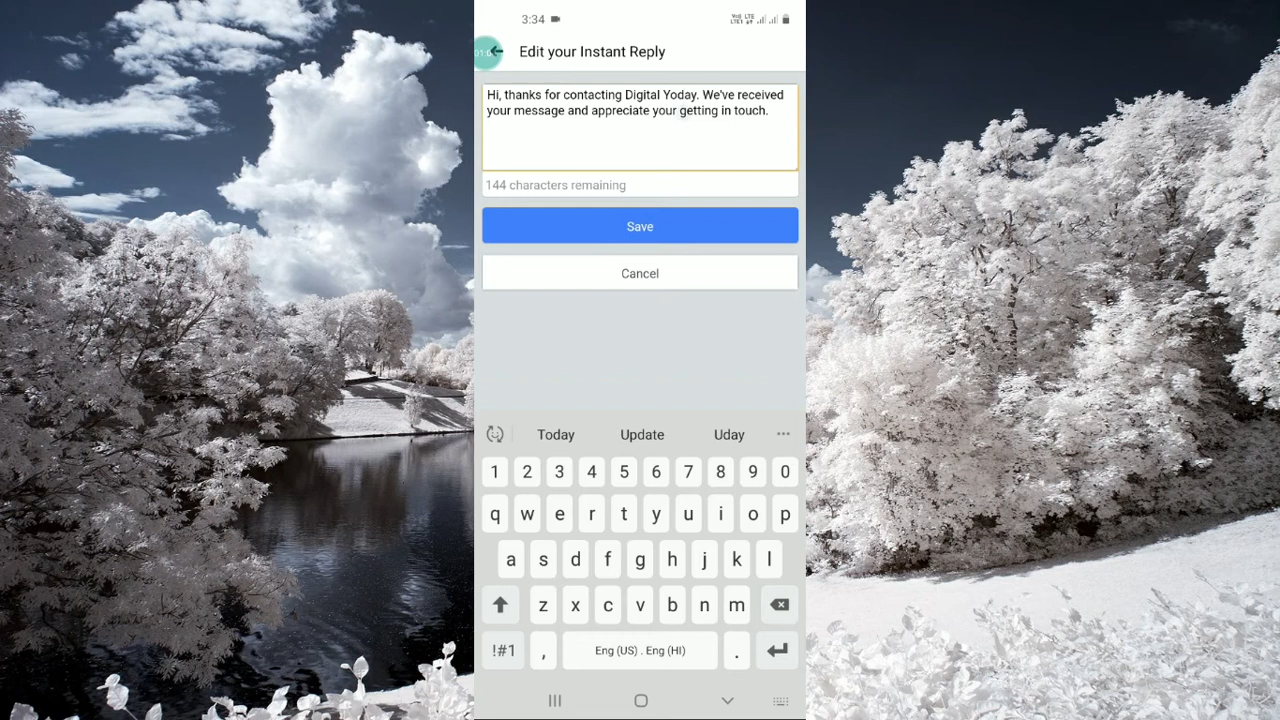 3:34
Edit your Instant Reply
Hi, thanks for contacting Digital Yoday. We've received
your message and appreciate your getting in touch.
144 characters remaining
Save
Cancel
Today Update Uday ...
1 2 3 4 5 6 7 8 9 0
q w e r t y u i o p
a s d f g h j k l
z x c v b n m
!#1 , Eng (US) . Eng (HI) .